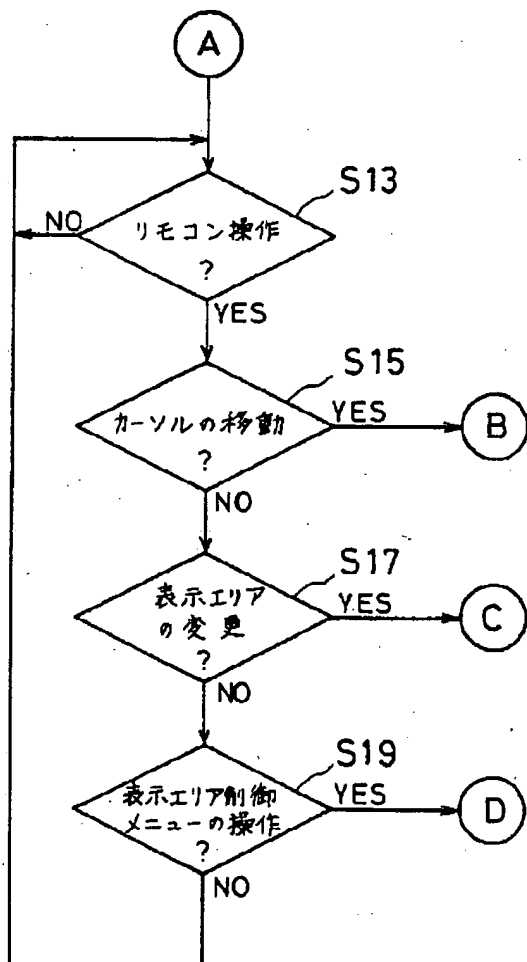 A
S13
NO
リモコン操作
?
YES
S15
カーソルの移動
?
YES
B
NO
S17
表示エリア
の変更
?
YES
C
NO
S19
表示エリア制御
メニューの操作
?
YES
D
NO